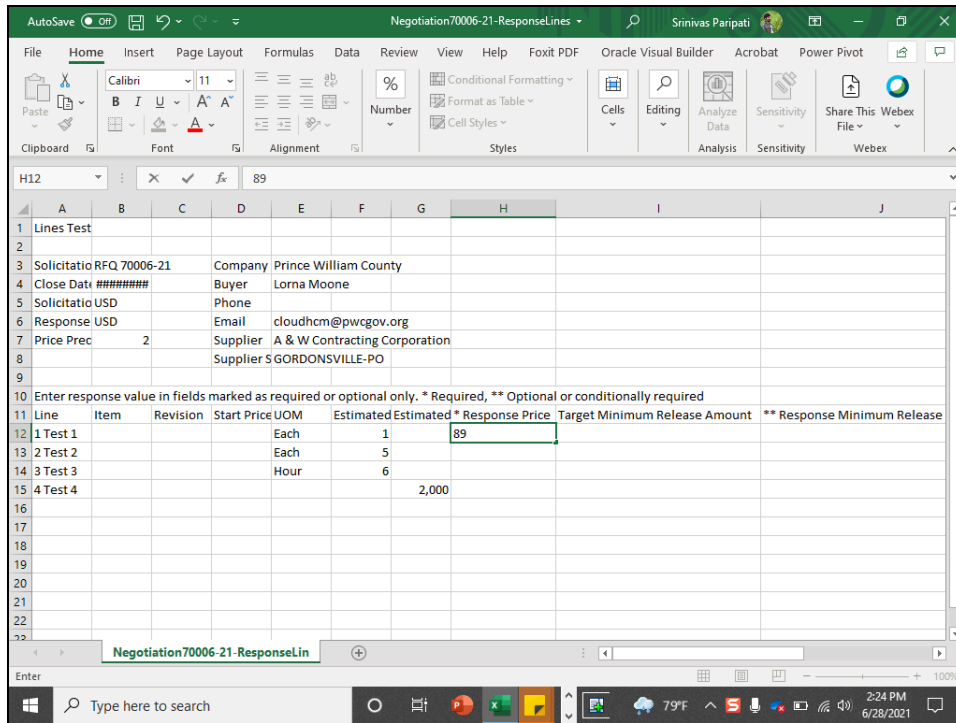 AutoSave Off Negotiation70006-21-ResponseLines Srinivas Paripati
File Home Insert Page Layout Formulas Data Review View Help Foxit PDF Oracle Visual Builder Acrobat Power Pivot
Calibri 11 ab % Conditional Formatting
Paste B I U A A Number Format as Table Cells Editing Analyze Data Sensitivity Share This File Webex
A Cell Styles
Clipboard Font Alignment Styles Analysis Sensitivity Webex
H12 fx 89
A B C D E F G H I J
1 Lines Test
2
3 Solicitatio RFQ 70006-21 Company Prince William County
4 Close Date ######## Buyer Lorna Moone
5 Solicitatio USD Phone
6 Response USD Email cloudhcm@pwcgov.org
7 Price Prec 2 Supplier A & W Contracting Corporation
8 Supplier S GORDONSVILLE-PO
9
10 Enter response value in fields marked as required or optional only. * Required, ** Optional or conditionally required
11 Line Item Revision Start Price UOM Estimated Estimated * Response Price Target Minimum Release Amount ** Response Minimum Release
12 1 Test 1 Each 1 89
13 2 Test 2 Each 5
14 3 Test 3 Hour 6
15 4 Test 4 2,000
16
17
18
19
20
21
22
23
Negotiation70006-21-ResponseLin
Enter 100%
Type here to search 79°F 2:24 PM
6/28/2021